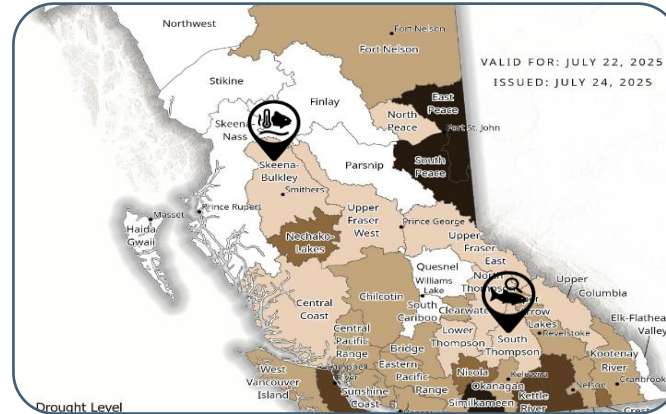 Northwest
Fort Nelson
Fort Nelson
VALID FOR: JULY 22, 2025
ISSUED: JULY 24, 2025
Stikine
Finlay
East
Peace
North
Peace
Fort St. John
Skeena
Nass
South
Peace
Parsnip
Skeena-
Bulkley
Smithers
Masset
Prince Rupert
Haida
Gwaii
Upper
Fraser
West
Prince George
Nechako-
Lakes
Upper
Fraser
East
Quesnel
Williams
Lake
North
Upper
Columbia
Central
Coast
Chilcotin
South
Cariboo
Clearwater
Lakes
Revelstoke
Elk-Flathead
Valley
Central
Pacific
Range
Lower
Thompson
South
Thompson
Bridge
Kootenay
River
West
Vancouver
Island
River
Eastern
Pacific
Range
Nicola
Okanagan
Kelowna
Nelson
Cranbrook
Sunshine
Coast
Similkameen
Kettle
River
Drought Level